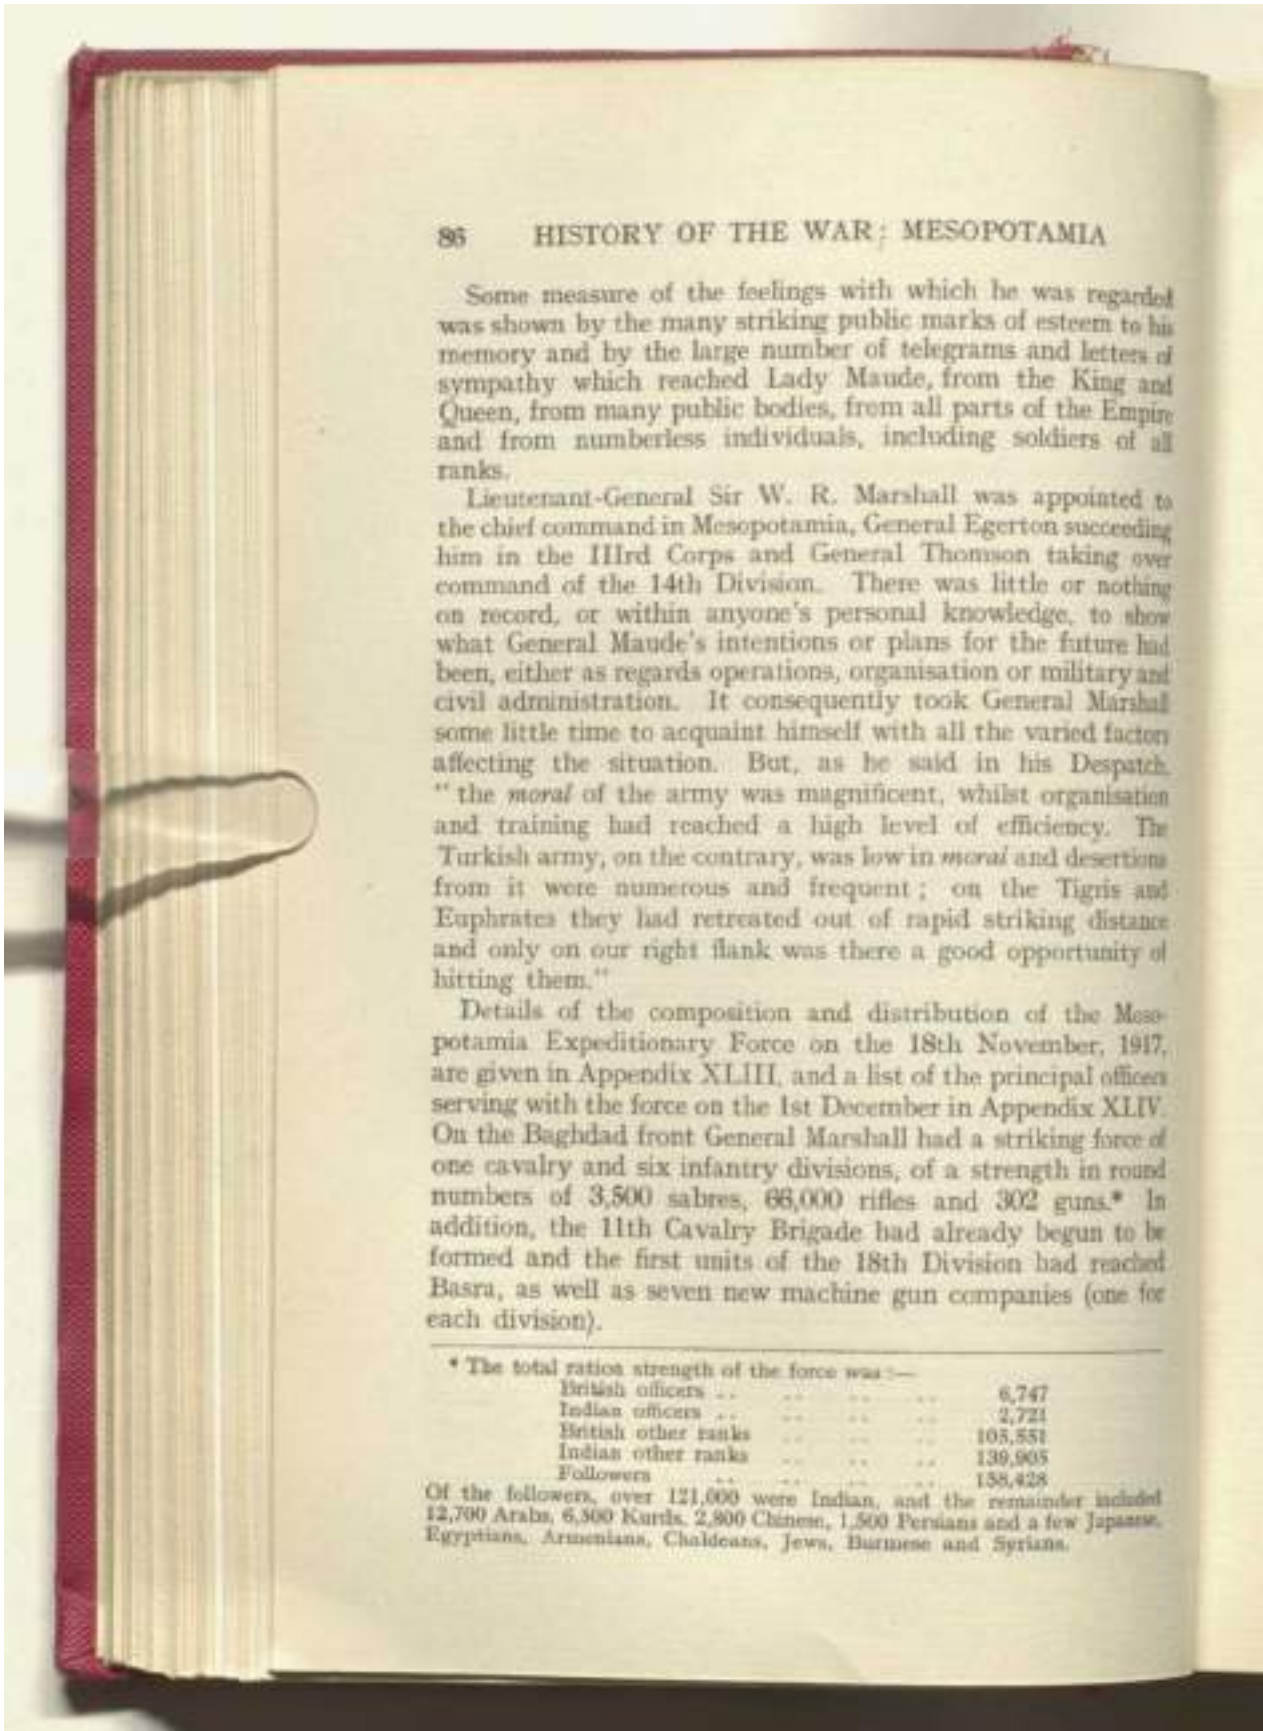 86 HISTORY OF THE WAR: MESOPOTAMIA
Some measure of the feelings with which he was regarded
was shown by the many striking public marks of esteem to his
memory and by the large number of telegrams and letters of
sympathy which reached Lady Maude, from the King and
Queen, from many public bodies, from all parts of the Empire
and from numberless individuals, including soldiers of all
ranks.
Lieutenant-General Sir W. R. Marshall was appointed to
the chief command in Mesopotamia, General Egerton succeeding
him in the IIIrd Corps and General Thomson taking over
command of the 14th Division. There was little or nothing
on record, or within anyone's personal knowledge, to show
what General Maude's intentions or plans for the future had
been, either as regards operations, organisation or military and
civil administration. It consequently took General Marshall
some little time to acquaint himself with all the varied factors
affecting the situation. But, as he said in his Despatch,
" the moral of the army was magnificent, whilst organisation
and training had reached a high level of efficiency. The
Turkish army, on the contrary, was low in moral and desertions
from it were numerous and frequent ; on the Tigris and
Euphrates they had retreated out of rapid striking distance
and only on our right flank was there a good opportunity of
hitting them."
Details of the composition and distribution of the Meso-
potamia Expeditionary Force on the 18th November, 1917,
are given in Appendix XLIII, and a list of the principal officers
serving with the force on the 1st December in Appendix XLIV.
On the Baghdad front General Marshall had a striking force of
one cavalry and six infantry divisions, of a strength in round
numbers of 3,500 sabres, 66,000 rifles and 302 guns.* In
addition, the 11th Cavalry Brigade had already begun to be
formed and the first units of the 18th Division had reached
Basra, as well as seven new machine gun companies (one for
each division).
* The total ration strength of the force was :—
British officers .. .. .. .. 6,747
Indian officers .. .. .. .. 2,721
British other ranks .. .. .. 105,551
Indian other ranks .. .. .. 139,905
Followers .. .. .. .. 158,428
Of the followers, over 121,000 were Indian, and the remainder included
12,700 Arabs, 6,500 Kurds, 2,800 Chinese, 1,500 Persians and a few Japanese,
Egyptians, Armenians, Chaldeans, Jews, Burmese and Syrians.